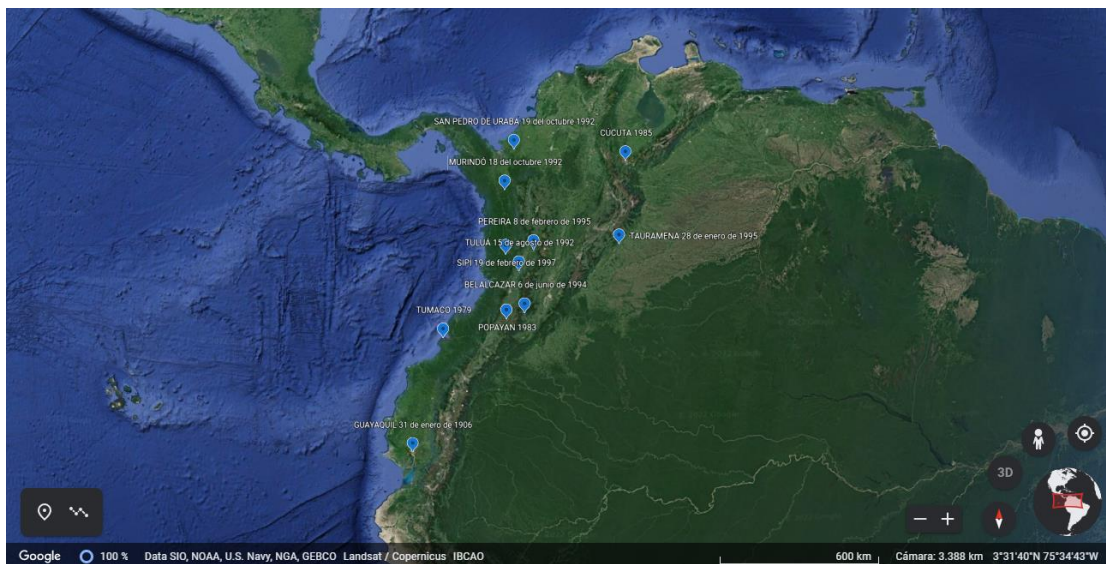 SAN PEDRO DE URABA 19 del octubre 1992
CUCUTA 1985
MURINDÓ 18 del octubre 1992
PEREIRA 8 de febrero de 1995
TAURAMENA 28 de enero de 1995
TULUA 15 de agosto de 1992
SIPI 19 de febrero de 1997
BELALCAZAR 6 de junio de 1994
TUMACO 1979
POPAYAN 1983
GUAYAQUIL 31 de enero de 1906
3D
Google 100 % Data SIO, NOAA, U.S. Navy, NGA, GEBCO Landsat / Copernicus IBCAO 600 km Cámara: 3.388 km 3°31'40"N 75°34'43"W